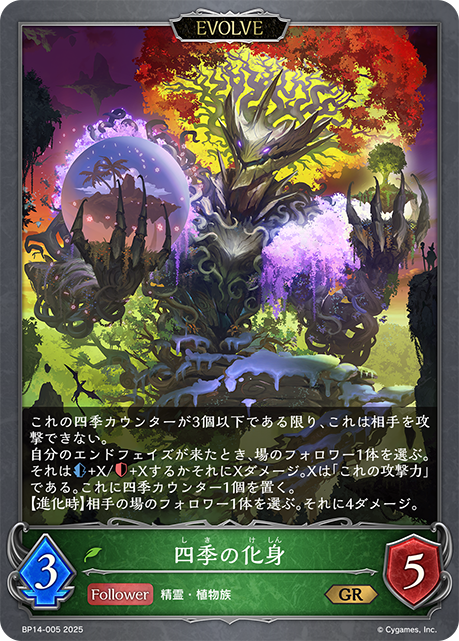 EVOLVE
これの四季カウンターが3個以下である限り、これは相手を攻
撃できない。
自分のエンドフェイズが来たとき、場のフォロワー1体を選ぶ。
それは+X/+XするかそれにXダメージ。Xは「これの攻撃力」
である。これに四季カウンター1個を置く。
【進化時】相手の場のフォロワー1体を選ぶ。それに4ダメージ。
しき けしん
四季の化身
3
Follower 精霊・植物族
GR
5
BP14-005 2025
© Cygames, Inc.